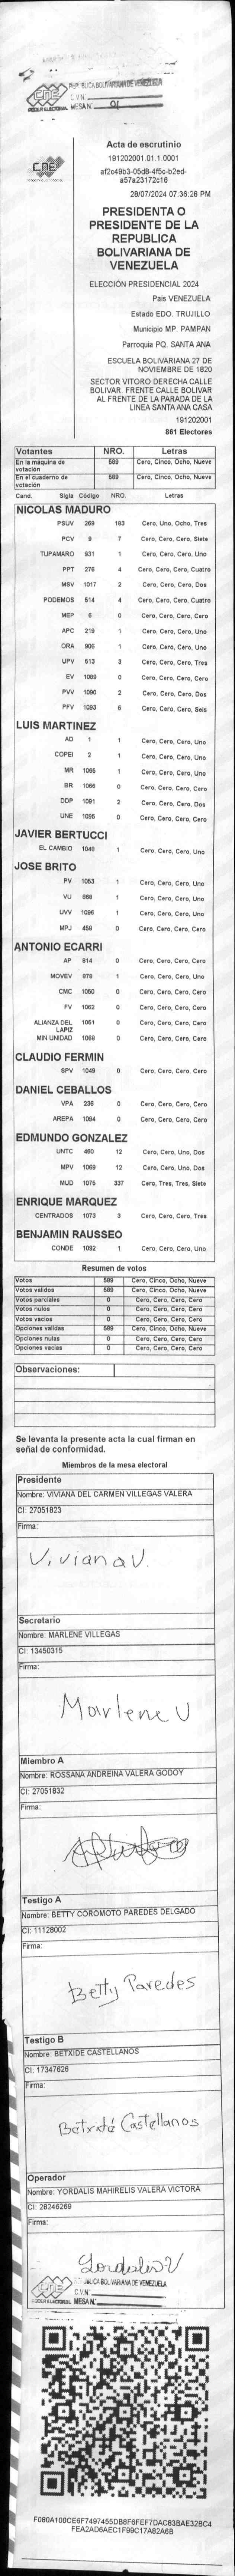 REPUBLICA BOLIVARIANA DE VENEZUELA
CNE
C.V.N.
PODER ELECTORAL MESA N° 01
CNE
Acta de escrutinio
191202001.01.1.0001
af2c49b3-05d8-4f5c-b2ed-
a57a23172c16
28/07/2024 07:36:28 PM
PRESIDENTA O
PRESIDENTE DE LA
REPUBLICA
BOLIVARIANA DE
VENEZUELA
ELECCIÓN PRESIDENCIAL 2024
Pais VENEZUELA
Estado EDO. TRUJILLO
Municipio MP. PAMPAN
Parroquia PQ. SANTA ANA
ESCUELA BOLIVARIANA 27 DE
NOVIEMBRE DE 1820
SECTOR VITORO DERECHA CALLE
BOLIVAR FRENTE CALLE BOLIVAR
AL FRENTE DE LA PARADA DE LA
LINEA SANTA ANA CASA
191202001
861 Electores
Votantes NRO. Letras
En la máquina de votación 589 Cero, Cinco, Ocho, Nueve
En el cuaderno de votación 589 Cero, Cinco, Ocho, Nueve
Cand. Sigla Código NRO. Letras
NICOLAS MADURO
PSUV 269 183 Cero, Uno, Ocho, Tres
PCV 9 7 Cero, Cero, Cero, Siete
TUPAMARO 931 1 Cero, Cero, Cero, Uno
PPT 276 4 Cero, Cero, Cero, Cuatro
MSV 1017 2 Cero, Cero, Cero, Dos
PODEMOS 514 4 Cero, Cero, Cero, Cuatro
MEP 6 0 Cero, Cero, Cero, Cero
APC 219 1 Cero, Cero, Cero, Uno
ORA 906 1 Cero, Cero, Cero, Uno
UPV 513 3 Cero, Cero, Cero, Tres
EV 1089 0 Cero, Cero, Cero, Cero
PVV 1090 2 Cero, Cero, Cero, Dos
PFV 1093 6 Cero, Cero, Cero, Seis
LUIS MARTINEZ
AD 1 1 Cero, Cero, Cero, Uno
COPEI 2 1 Cero, Cero, Cero, Uno
MR 1065 1 Cero, Cero, Cero, Uno
BR 1066 0 Cero, Cero, Cero, Cero
DDP 1091 2 Cero, Cero, Cero, Dos
UNE 1095 0 Cero, Cero, Cero, Cero
JAVIER BERTUCCI
EL CAMBIO 1048 1 Cero, Cero, Cero, Uno
JOSE BRITO
PV 1053 1 Cero, Cero, Cero, Uno
VU 868 1 Cero, Cero, Cero, Uno
UVV 1096 1 Cero, Cero, Cero, Uno
MPJ 458 0 Cero, Cero, Cero, Cero
ANTONIO ECARRI
AP 814 0 Cero, Cero, Cero, Cero
MOVEV 879 1 Cero, Cero, Cero, Uno
CMC 1050 0 Cero, Cero, Cero, Cero
FV 1062 0 Cero, Cero, Cero, Cero
ALIANZA DEL LAPIZ 1051 0 Cero, Cero, Cero, Cero
MIN UNIDAD 1058 0 Cero, Cero, Cero, Cero
CLAUDIO FERMIN
SPV 1049 0 Cero, Cero, Cero, Cero
DANIEL CEBALLOS
VPA 236 0 Cero, Cero, Cero, Cero
AREPA 1094 0 Cero, Cero, Cero, Cero
EDMUNDO GONZALEZ
UNTC 460 12 Cero, Cero, Uno, Dos
MPV 1069 12 Cero, Cero, Uno, Dos
MUD 1075 337 Cero, Tres, Tres, Siete
ENRIQUE MARQUEZ
CENTRADOS 1073 3 Cero, Cero, Cero, Tres
BENJAMIN RAUSSEO
CONDE 1092 1 Cero, Cero, Cero, Uno
Resumen de votos
Votos 589 Cero, Cinco, Ocho, Nueve
Votos validos 589 Cero, Cinco, Ocho, Nueve
Votos parciales 0 Cero, Cero, Cero, Cero
Votos nulos 0 Cero, Cero, Cero, Cero
Votos vacios 0 Cero, Cero, Cero, Cero
Opciones validas 589 Cero, Cinco, Ocho, Nueve
Opciones nulas 0 Cero, Cero, Cero, Cero
Opciones vacias 0 Cero, Cero, Cero, Cero
Observaciones:
Se levanta la presente acta la cual firman en
señal de conformidad.
Miembros de la mesa electoral
Presidente
Nombre: VIVIANA DEL CARMEN VILLEGAS VALERA
CI: 27051823
Firma:
Viviana V.
Secretario
Nombre: MARLENE VILLEGAS
CI: 13450315
Firma:
Marlene V
Miembro A
Nombre: ROSSANA ANDREINA VALERA GODOY
CI: 27051832
Firma:
Testigo A
Nombre: BETTY COROMOTO PAREDES DELGADO
CI: 11128002
Firma:
Betty Paredes
Testigo B
Nombre: BETXIDE CASTELLANOS
CI: 17347626
Firma:
Betxidé Castellanos
Operador
Nombre: YORDALIS MAHIRELIS VALERA VICTORA
CI: 28246269
Firma:
Yordalis V
REPUBLICA BOLIVARIANA DE VENEZUELA
CNE
C.V.N.
PODER ELECTORAL MESA N°
F080A100CE6F7497455DB8F6FEF7DAC83BAE32BC4
FEA2AD6AEC1F99C17A82A6B